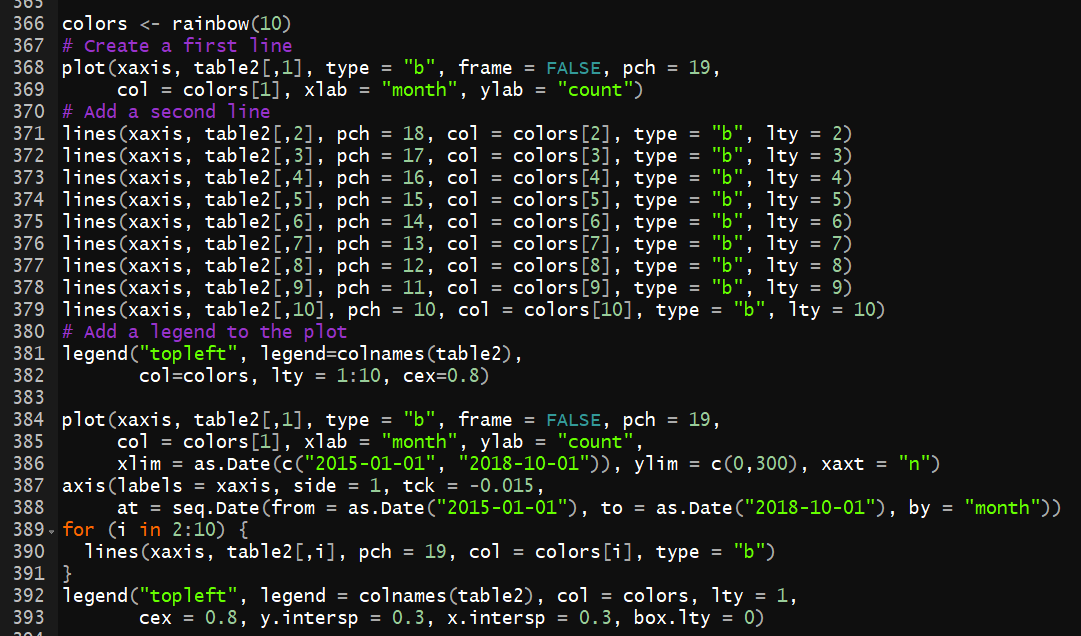 365
366 colors <- rainbow(10)
367 # Create a first line
368 plot(xaxis, table2[,1], type = "b", frame = FALSE, pch = 19,
369      col = colors[1], xlab = "month", ylab = "count")
370 # Add a second line
371 lines(xaxis, table2[,2], pch = 18, col = colors[2], type = "b", lty = 2)
372 lines(xaxis, table2[,3], pch = 17, col = colors[3], type = "b", lty = 3)
373 lines(xaxis, table2[,4], pch = 16, col = colors[4], type = "b", lty = 4)
374 lines(xaxis, table2[,5], pch = 15, col = colors[5], type = "b", lty = 5)
375 lines(xaxis, table2[,6], pch = 14, col = colors[6], type = "b", lty = 6)
376 lines(xaxis, table2[,7], pch = 13, col = colors[7], type = "b", lty = 7)
377 lines(xaxis, table2[,8], pch = 12, col = colors[8], type = "b", lty = 8)
378 lines(xaxis, table2[,9], pch = 11, col = colors[9], type = "b", lty = 9)
379 lines(xaxis, table2[,10], pch = 10, col = colors[10], type = "b", lty = 10)
380 # Add a legend to the plot
381 legend("topleft", legend=colnames(table2),
382        col=colors, lty = 1:10, cex=0.8)
383
384 plot(xaxis, table2[,1], type = "b", frame = FALSE, pch = 19,
385      col = colors[1], xlab = "month", ylab = "count",
386      xlim = as.Date(c("2015-01-01", "2018-10-01")), ylim = c(0,300), xaxt = "n")
387 axis(labels = xaxis, side = 1, tck = -0.015,
388      at = seq.Date(from = as.Date("2015-01-01"), to = as.Date("2018-10-01"), by = "month"))
389 for (i in 2:10) {
390   lines(xaxis, table2[,i], pch = 19, col = colors[i], type = "b")
391 }
392 legend("topleft", legend = colnames(table2), col = colors, lty = 1,
393        cex = 0.8, y.intersp = 0.3, x.intersp = 0.3, box.lty = 0)